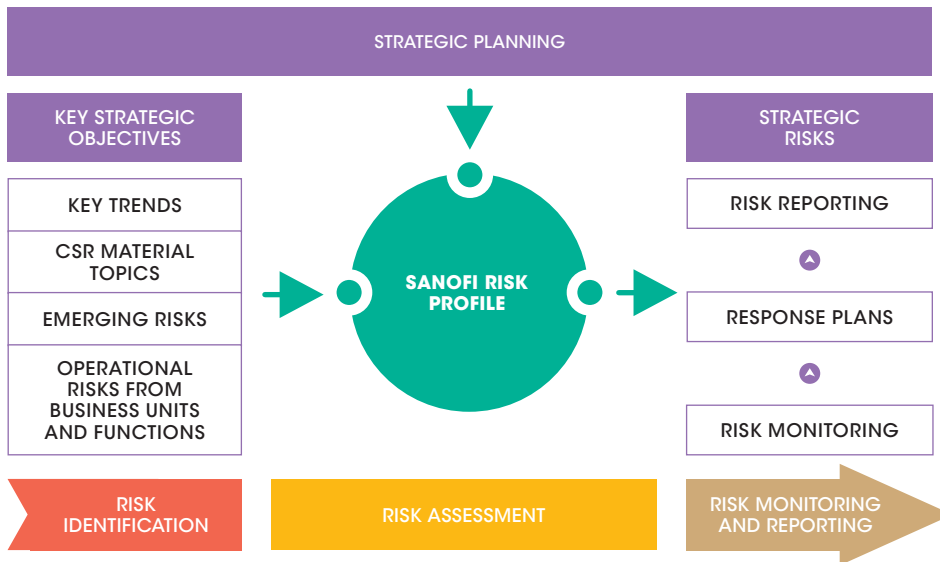 STRATEGIC PLANNING
KEY STRATEGIC
OBJECTIVES
KEY TRENDS
CSR MATERIAL
TOPICS
EMERGING RISKS
OPERATIONAL
RISKS FROM
BUSINESS UNITS
AND FUNCTIONS
SANOFI RISK
PROFILE
STRATEGIC
RISKS
RISK REPORTING
RESPONSE PLANS
RISK MONITORING
RISK
IDENTIFICATION
RISK ASSESSMENT
RISK MONITORING
AND REPORTING